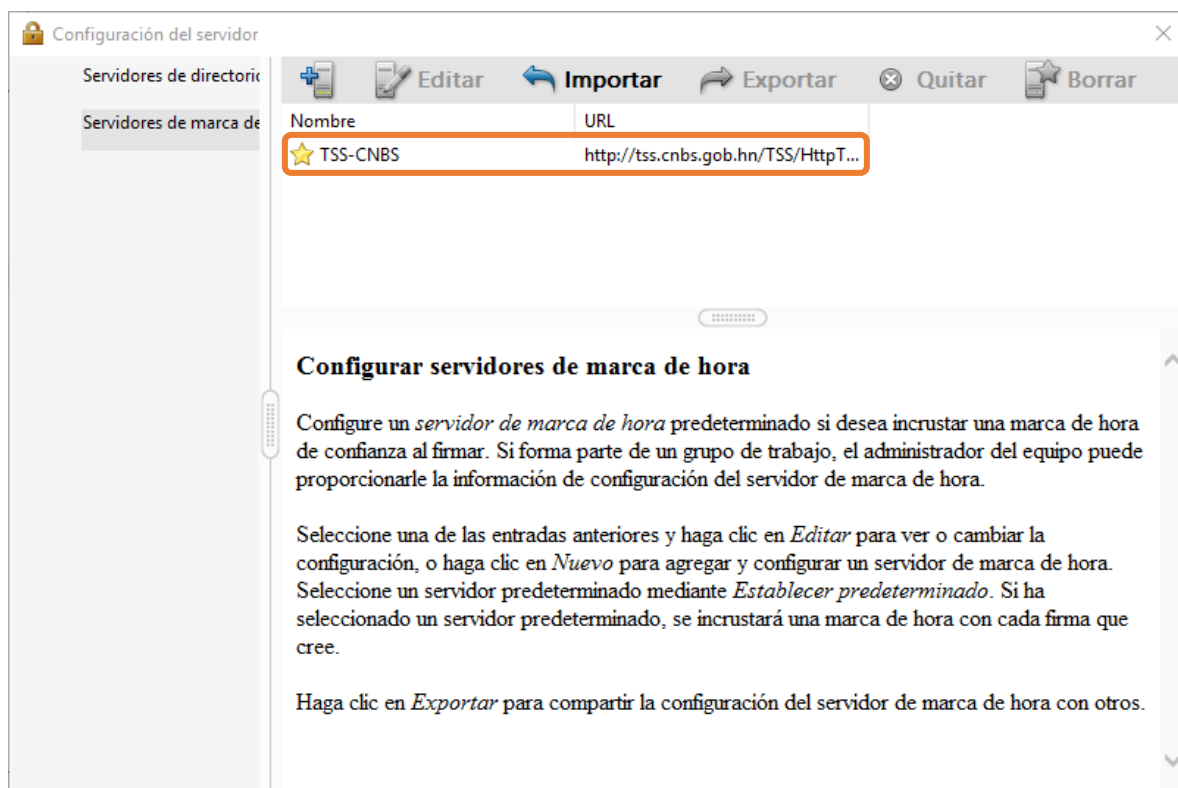 Configuración del servidor
Servidores de directorio
Editar Importar Exportar Quitar Borrar
Servidores de marca de
Nombre URL
TSS-CNBS http://tss.cnbs.gob.hn/TSS/HttpT...
Configurar servidores de marca de hora
Configure un servidor de marca de hora predeterminado si desea incrustar una marca de hora
de confianza al firmar. Si forma parte de un grupo de trabajo, el administrador del equipo puede
proporcionarle la información de configuración del servidor de marca de hora.
Seleccione una de las entradas anteriores y haga clic en Editar para ver o cambiar la
configuración, o haga clic en Nuevo para agregar y configurar un servidor de marca de hora.
Seleccione un servidor predeterminado mediante Establecer predeterminado. Si ha
seleccionado un servidor predeterminado, se incrustará una marca de hora con cada firma que
cree.
Haga clic en Exportar para compartir la configuración del servidor de marca de hora con otros.